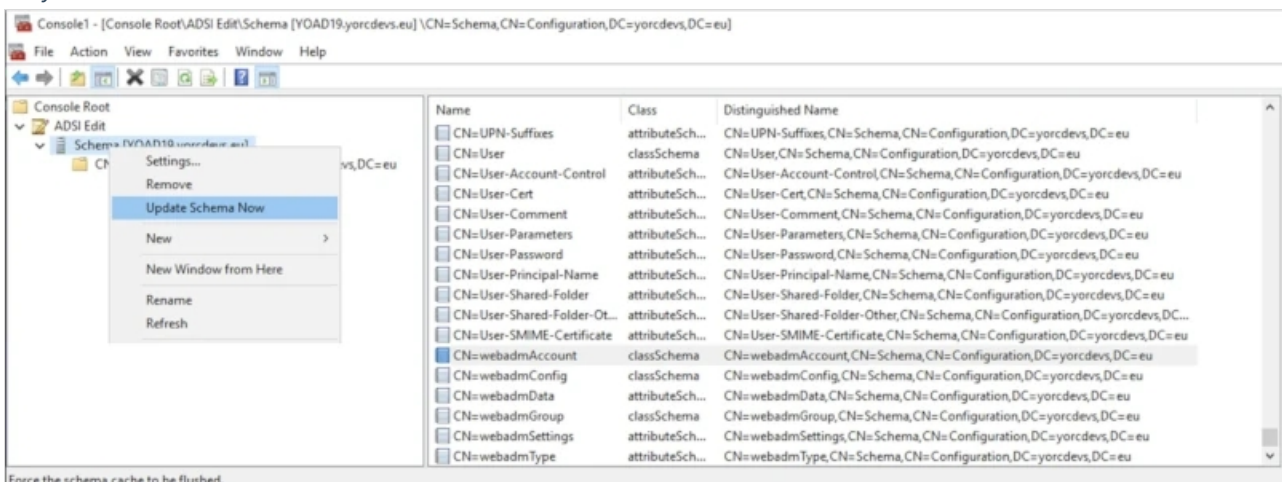 Console1 - [Console Root\ADSI Edit\Schema [YOAD19.yorcdevs.eu] \CN=Schema,CN=Configuration,DC=yorcdevs,DC=eu]
File Action View Favorites Window Help
Console Root
ADSI Edit
Schema [YOAD19.yorcdevs.eu]
CN vs,DC=eu
Settings...
Remove
Update Schema Now
New >
New Window from Here
Rename
Refresh
Name Class Distinguished Name
CN=UPN-Suffixes attributeSch... CN=UPN-Suffixes,CN=Schema,CN=Configuration,DC=yorcdevs,DC=eu
CN=User classSchema CN=User,CN=Schema,CN=Configuration,DC=yorcdevs,DC=eu
CN=User-Account-Control attributeSch... CN=User-Account-Control,CN=Schema,CN=Configuration,DC=yorcdevs,DC=eu
CN=User-Cert attributeSch... CN=User-Cert,CN=Schema,CN=Configuration,DC=yorcdevs,DC=eu
CN=User-Comment attributeSch... CN=User-Comment,CN=Schema,CN=Configuration,DC=yorcdevs,DC=eu
CN=User-Parameters attributeSch... CN=User-Parameters,CN=Schema,CN=Configuration,DC=yorcdevs,DC=eu
CN=User-Password attributeSch... CN=User-Password,CN=Schema,CN=Configuration,DC=yorcdevs,DC=eu
CN=User-Principal-Name attributeSch... CN=User-Principal-Name,CN=Schema,CN=Configuration,DC=yorcdevs,DC=eu
CN=User-Shared-Folder attributeSch... CN=User-Shared-Folder,CN=Schema,CN=Configuration,DC=yorcdevs,DC=eu
CN=User-Shared-Folder-Ot... attributeSch... CN=User-Shared-Folder-Other,CN=Schema,CN=Configuration,DC=yorcdevs,DC...
CN=User-SMIME-Certificate attributeSch... CN=User-SMIME-Certificate,CN=Schema,CN=Configuration,DC=yorcdevs,DC=eu
CN=webadmAccount classSchema CN=webadmAccount,CN=Schema,CN=Configuration,DC=yorcdevs,DC=eu
CN=webadmConfig classSchema CN=webadmConfig,CN=Schema,CN=Configuration,DC=yorcdevs,DC=eu
CN=webadmData attributeSch... CN=webadmData,CN=Schema,CN=Configuration,DC=yorcdevs,DC=eu
CN=webadmGroup classSchema CN=webadmGroup,CN=Schema,CN=Configuration,DC=yorcdevs,DC=eu
CN=webadmSettings attributeSch... CN=webadmSettings,CN=Schema,CN=Configuration,DC=yorcdevs,DC=eu
CN=webadmType attributeSch... CN=webadmType,CN=Schema,CN=Configuration,DC=yorcdevs,DC=eu
Force the schema cache to be flushed